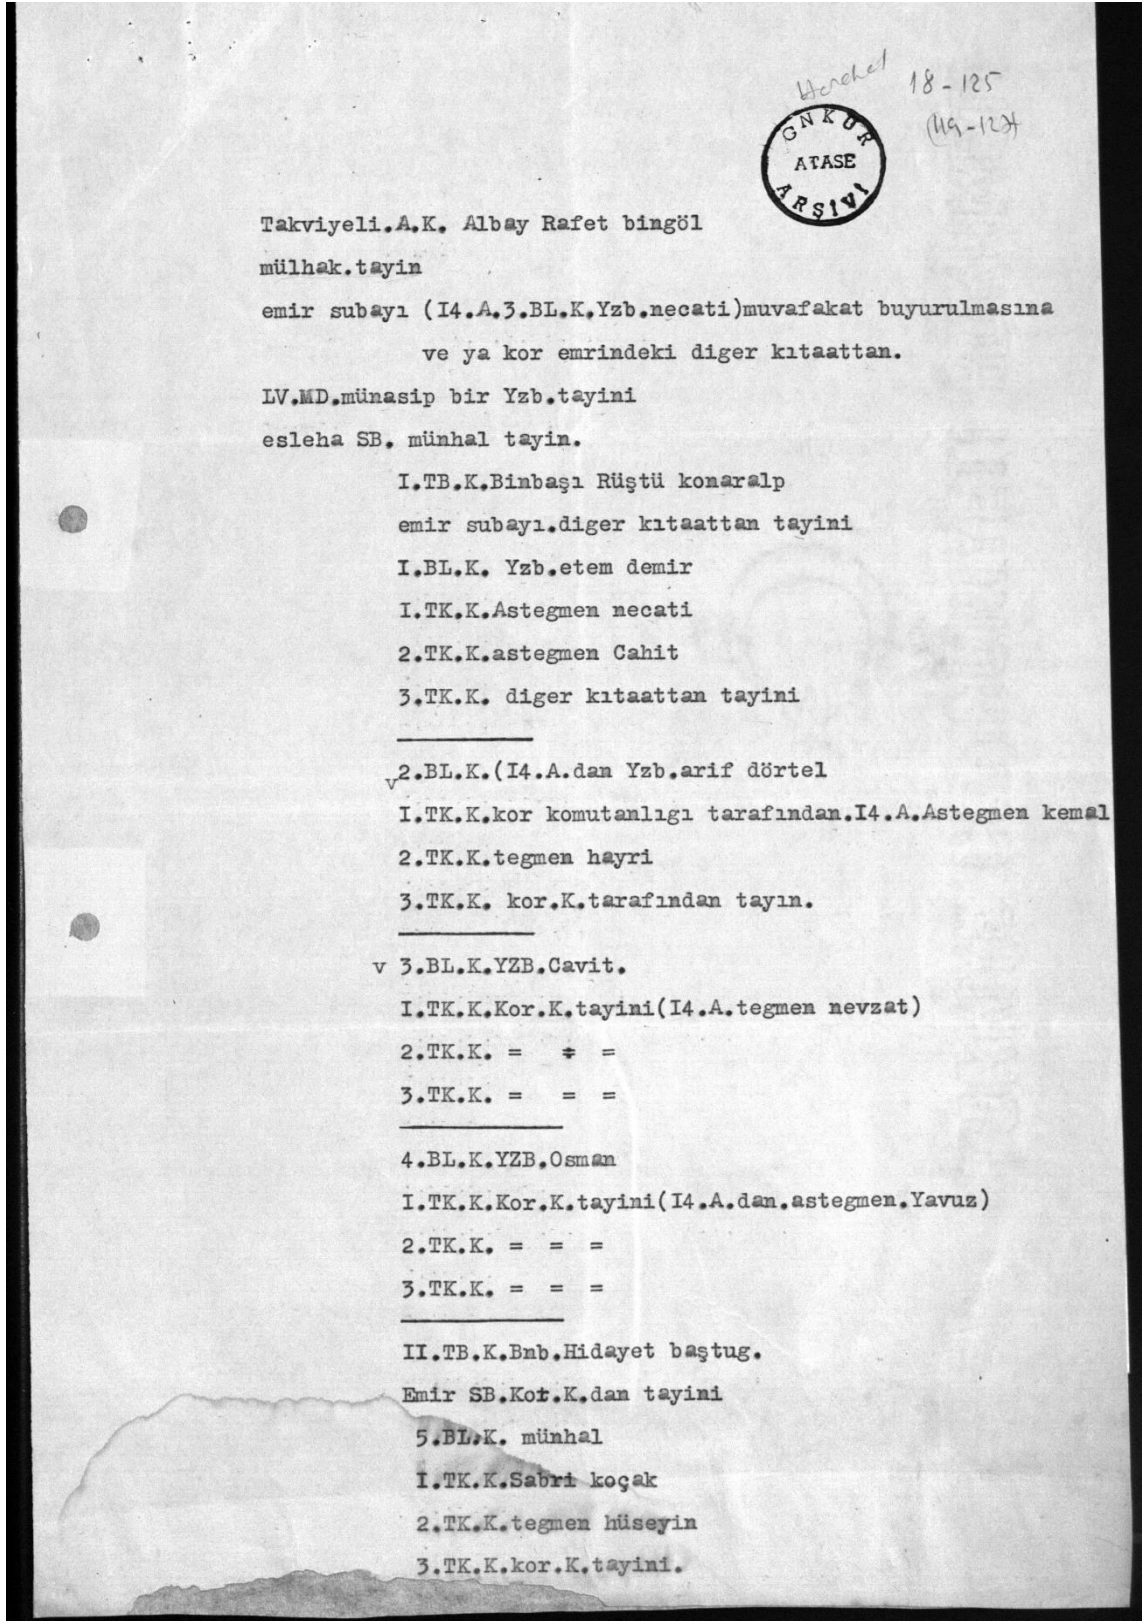 18-125
GNKUR
ATASE
ARŞİVİ
Takviyeli.A.K. Albay Rafet bingöl
mülhak.tayin
emir subayı (I4.A.3.BL.K.Yzb.necati)muvafakat buyurulmasına
ve ya kor emrindeki diger kıtaattan.
LV.MD.münasip bir Yzb.tayini
esleha SB. münhal tayin.
I.TB.K.Binbaşı Rüştü konaralp
emir subayı.diger kıtaattan tayini
I.BL.K. Yzb.etem demir
I.TK.K.Astegmen necati
2.TK.K.astegmen Cahit
3.TK.K. diger kıtaattan tayini
v2.BL.K.(I4.A.dan Yzb.arif dörtel
I.TK.K.kor komutanlıgı tarafından.I4.A.Astegmen kemal
2.TK.K.tegmen hayri
3.TK.K. kor.K.tarafından tayın.
v 3.BL.K.YZB.Cavit.
I.TK.K.Kor.K.tayini(I4.A.tegmen nevzat)
2.TK.K. = = =
3.TK.K. = = =
4.BL.K.YZB.Osman
I.TK.K.Kor.K.tayini(I4.A.dan.astegmen.Yavuz)
2.TK.K. = = =
3.TK.K. = = =
II.TB.K.Bnb.Hidayet baştug.
Emir SB.Kor.K.dan tayini
5.BL.K. münhal
I.TK.K.Sabri koçak
2.TK.K.tegmen hüseyin
3.TK.K.kor.K.tayini.